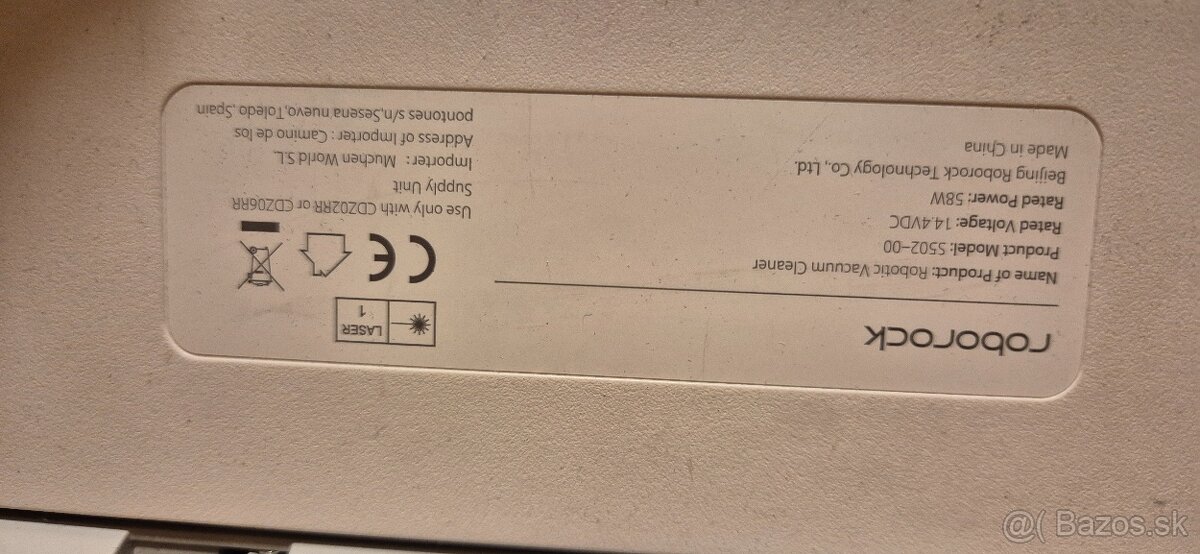 roborock
Name of Product: Robotic Vacuum Cleaner
Product Model: S502-00
Rated Voltage: 14.4VDC
Rated Power: 58W
Beijing Roborock Technology Co., Ltd.
Made in China
LASER
1
CE
Use only with CDZ02RR or CDZ06RR
Supply Unit
Importer: Muchen World S.L.
Address of Importer: Camino de los
pontones s/n,Sesena nuevo,Toledo ,Spain
@( Bazos.sk